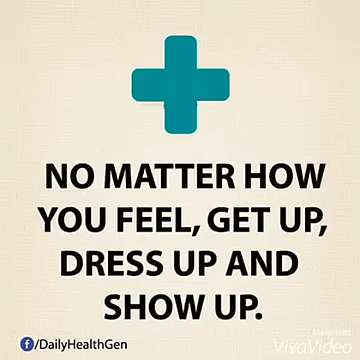 NO MATTER HOW
YOU FEEL, GET UP,
DRESS UP AND
SHOW UP.
/DailyHealthGen
Made With
VivaVideo